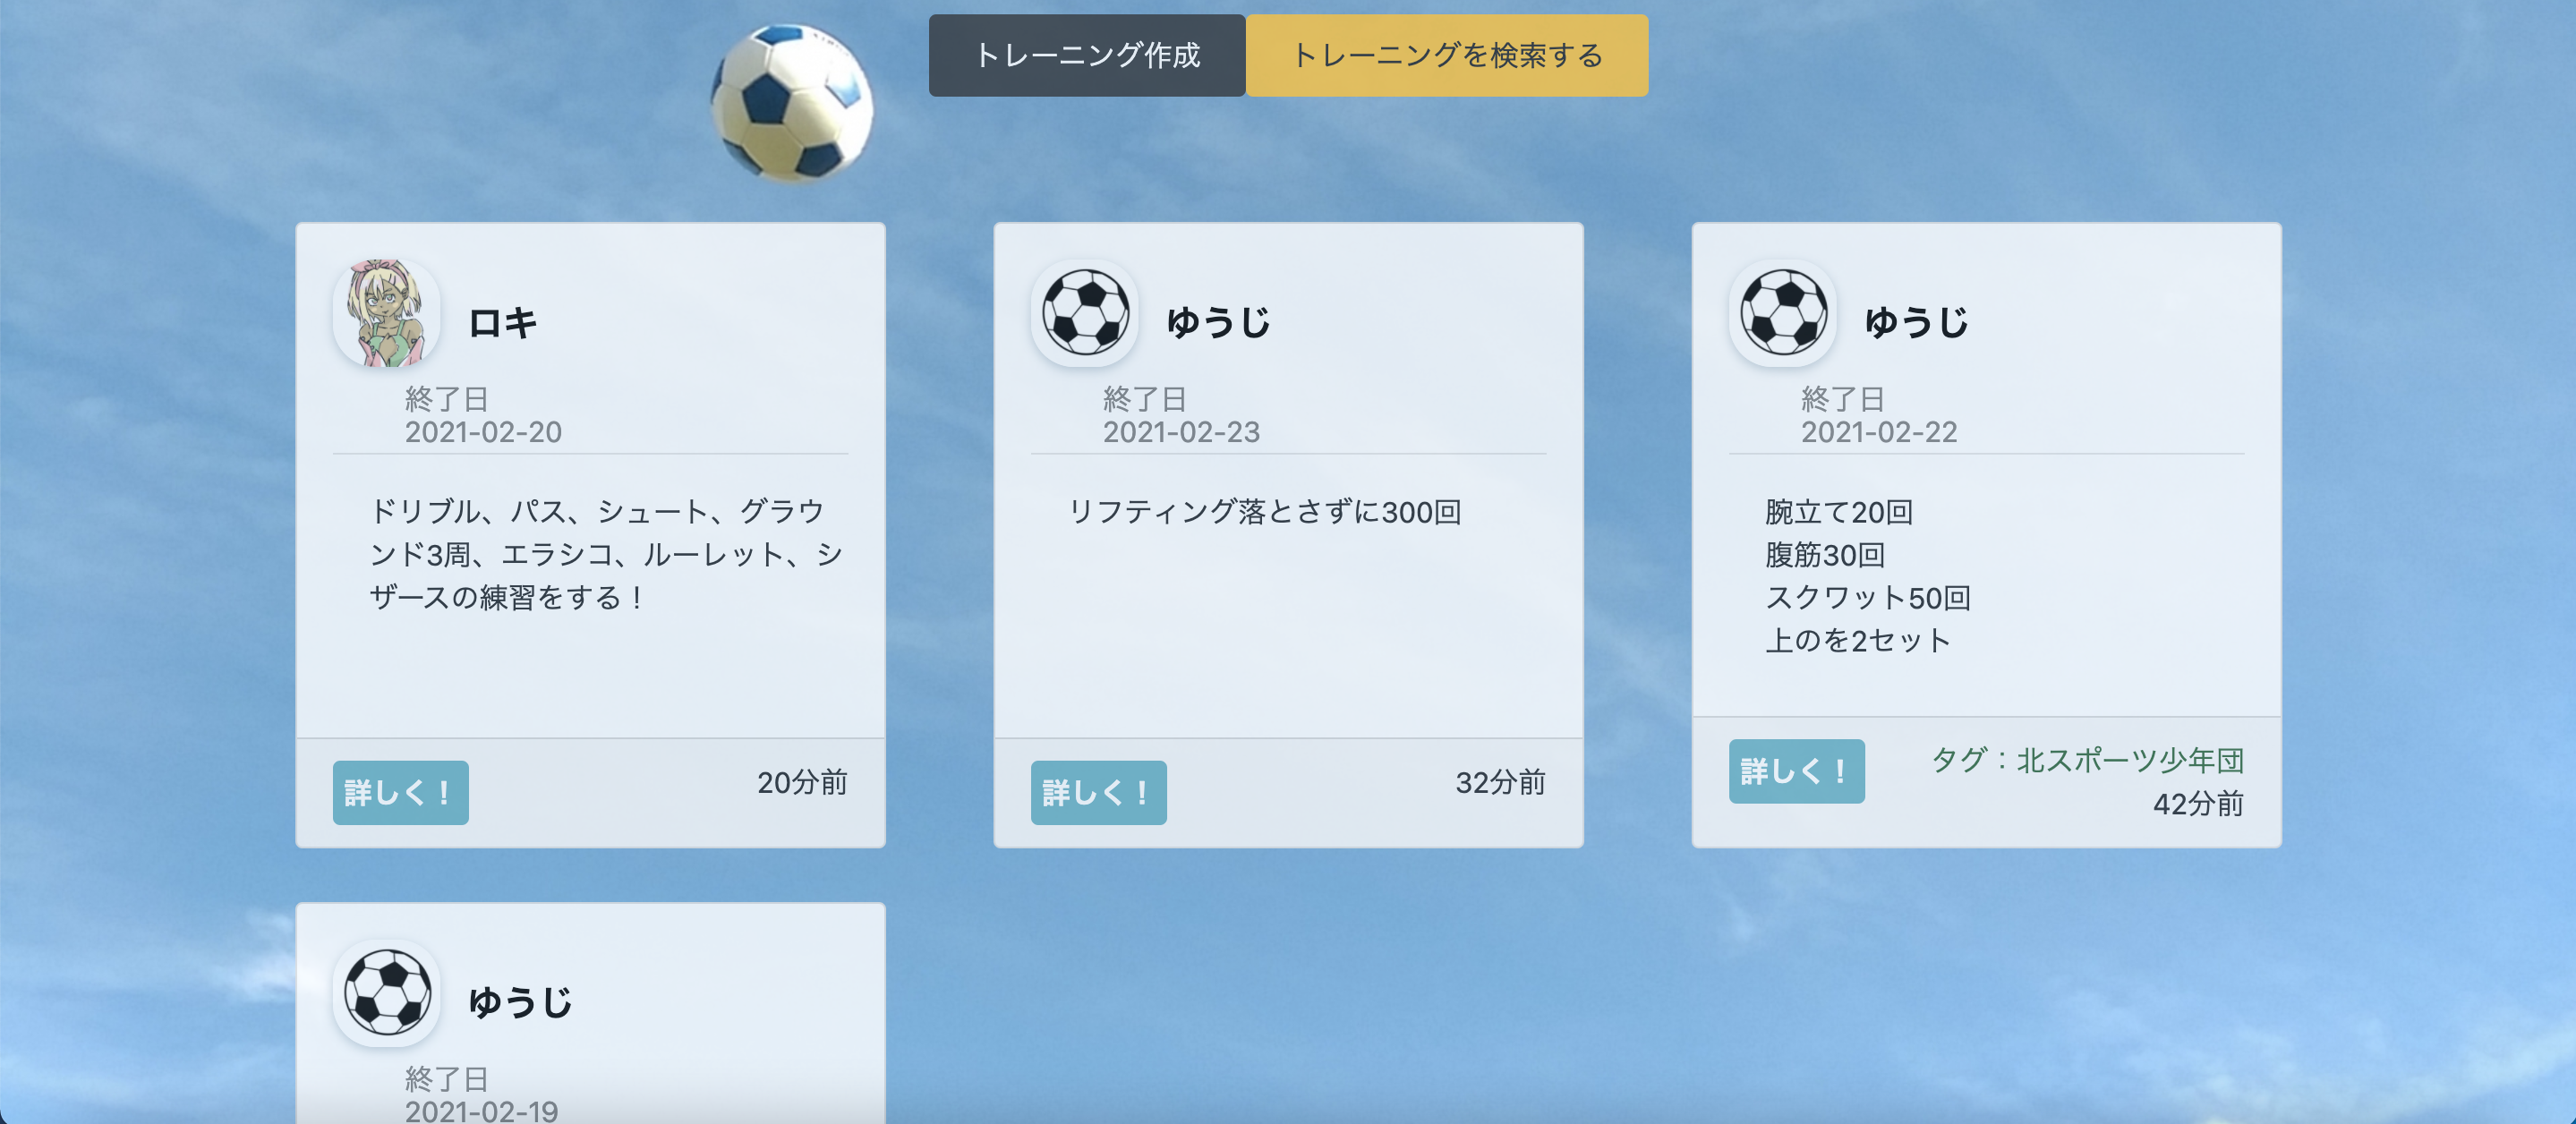 トレーニング作成
トレーニングを検索する
ロキ
終了日
2021-02-20
ドリブル、パス、シュート、グラウ
ンド3周、エラシコ、ルーレット、シ
ザースの練習をする！
詳しく！
20分前
ゆうじ
終了日
2021-02-23
リフティング落とさずに300回
詳しく！
32分前
ゆうじ
終了日
2021-02-22
腕立て20回
腹筋30回
スクワット50回
上のを2セット
詳しく！
タグ：北スポーツ少年団
42分前
ゆうじ
終了日
2021-02-19